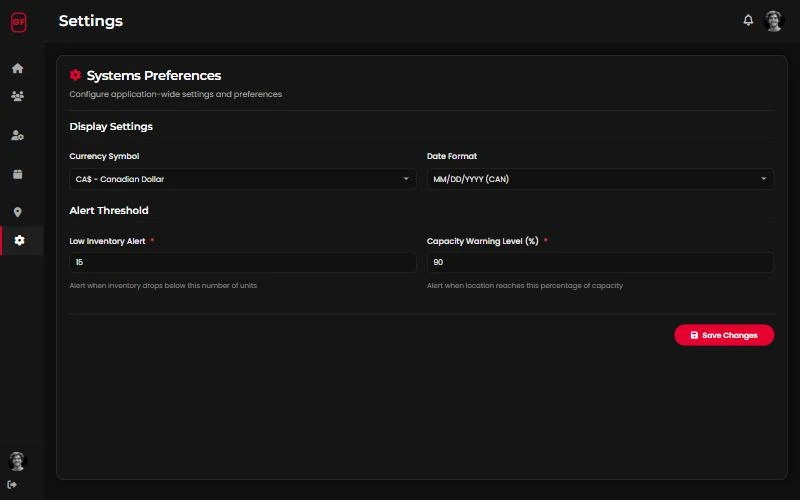 GF
Settings
Systems Preferences
Configure application-wide settings and preferences
Display Settings
Currency Symbol
Date Format
CA$ - Canadian Dollar
MM/DD/YYYY (CAN)
Alert Threshold
Low Inventory Alert *
Capacity Warning Level (%) *
15
90
Alert when inventory drops below this number of units
Alert when location reaches this percentage of capacity
Save Changes